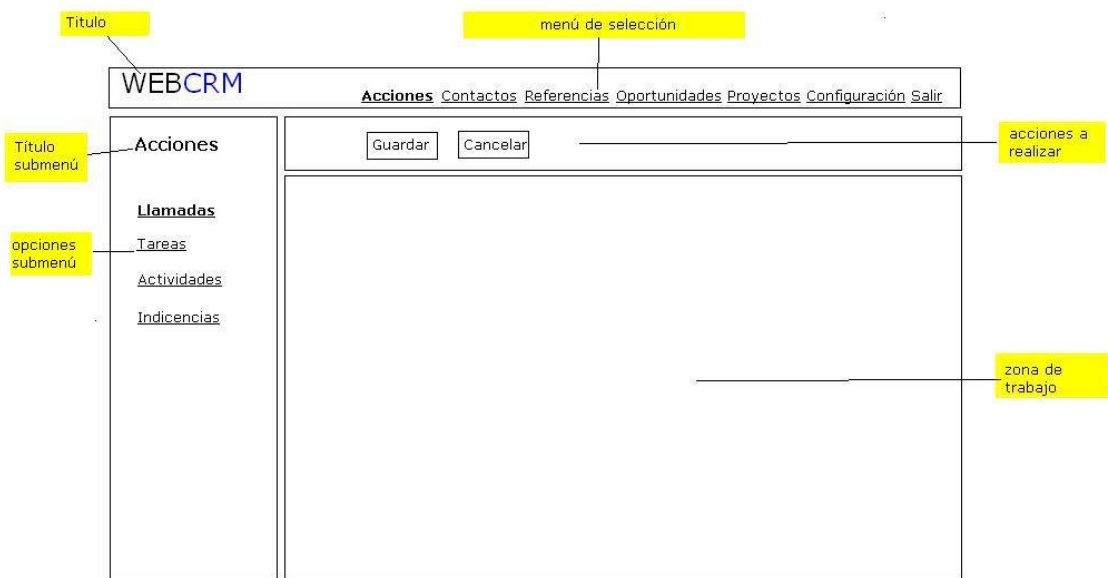 Titulo
menú de selección
WEBCRM
Acciones Contactos Referencias Oportunidades Proyectos Configuración Salir
Título
submenú
Acciones
Guardar Cancelar
acciones a
realizar
Llamadas
opciones
submenú
Tareas
Actividades
Indicencias
zona de
trabajo